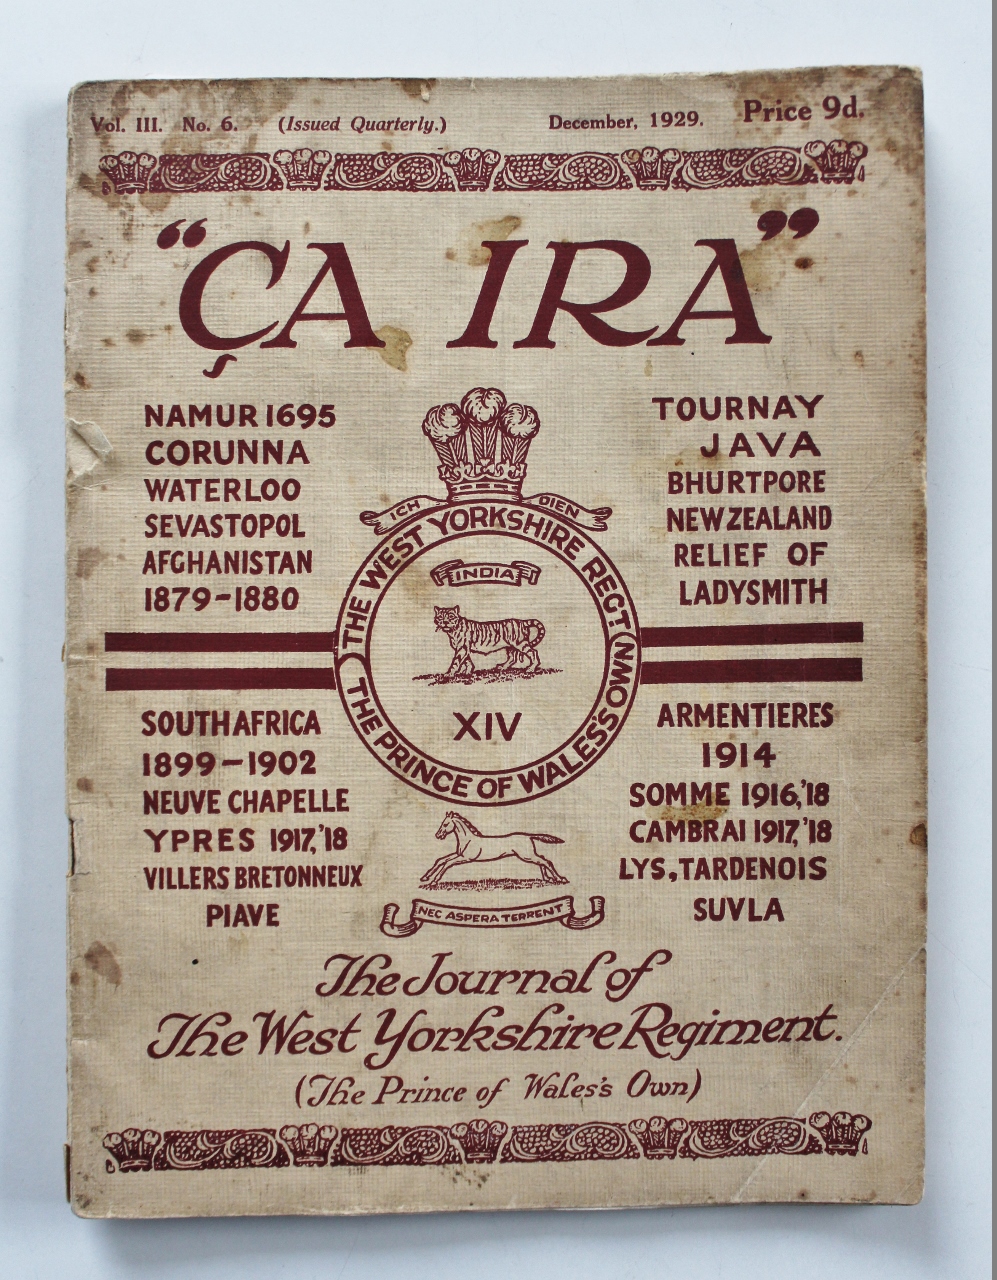 Vol. III. No. 6. (Issued Quarterly.) December, 1929. Price 9d.
“ÇA IRA”
NAMUR 1695
CORUNNA
WATERLOO
SEVASTOPOL
AFGHANISTAN
1879-1880
TOURNAY
JAVA
BHURTPORE
NEW ZEALAND
RELIEF OF
LADYSMITH
ICH DIEN
THE WEST YORKSHIRE REGT
INDIA
XIV
THE PRINCE OF WALES'S OWN
SOUTH AFRICA
1899-1902
NEUVE CHAPELLE
YPRES 1917,'18
VILLERS BRETONNEUX
PIAVE
ARMENTIERES
1914
SOMME 1916,'18
CAMBRAI 1917,'18
LYS, TARDENOIS
SUVLA
NEC ASPERA TERRENT
The Journal of
The West Yorkshire Regiment.
(The Prince of Wales's Own)